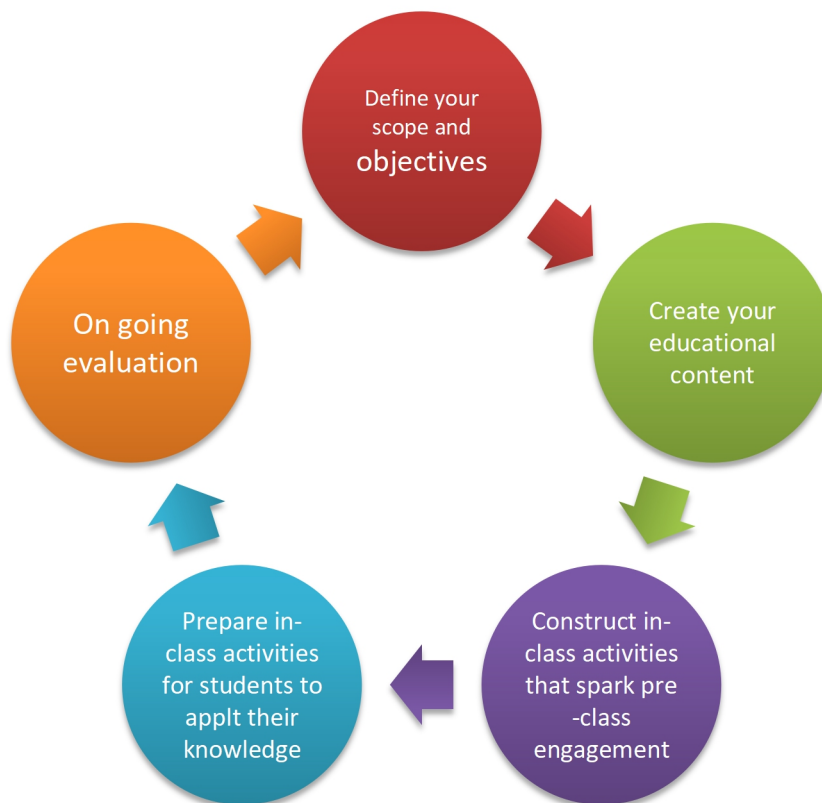 Define your
scope and
objectives
Create your
educational
content
Construct in-
class activities
that spark pre
-class
engagement
Prepare in-
class activities
for students to
applt their
knowledge
On going
evaluation